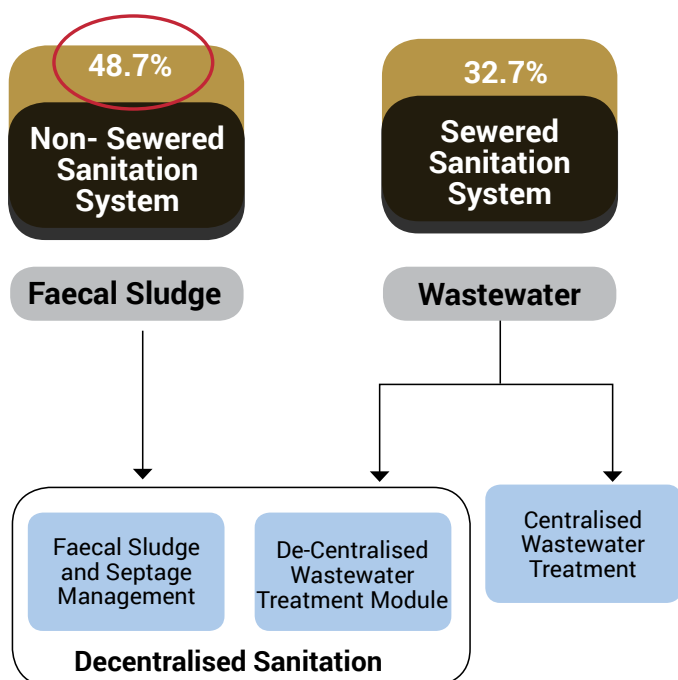 48.7%
Non- Sewered
Sanitation
System
32.7%
Sewered
Sanitation
System
Faecal Sludge
Wastewater
Faecal Sludge
and Septage
Management
De-Centralised
Wastewater
Treatment Module
Centralised
Wastewater
Treatment
Decentralised Sanitation